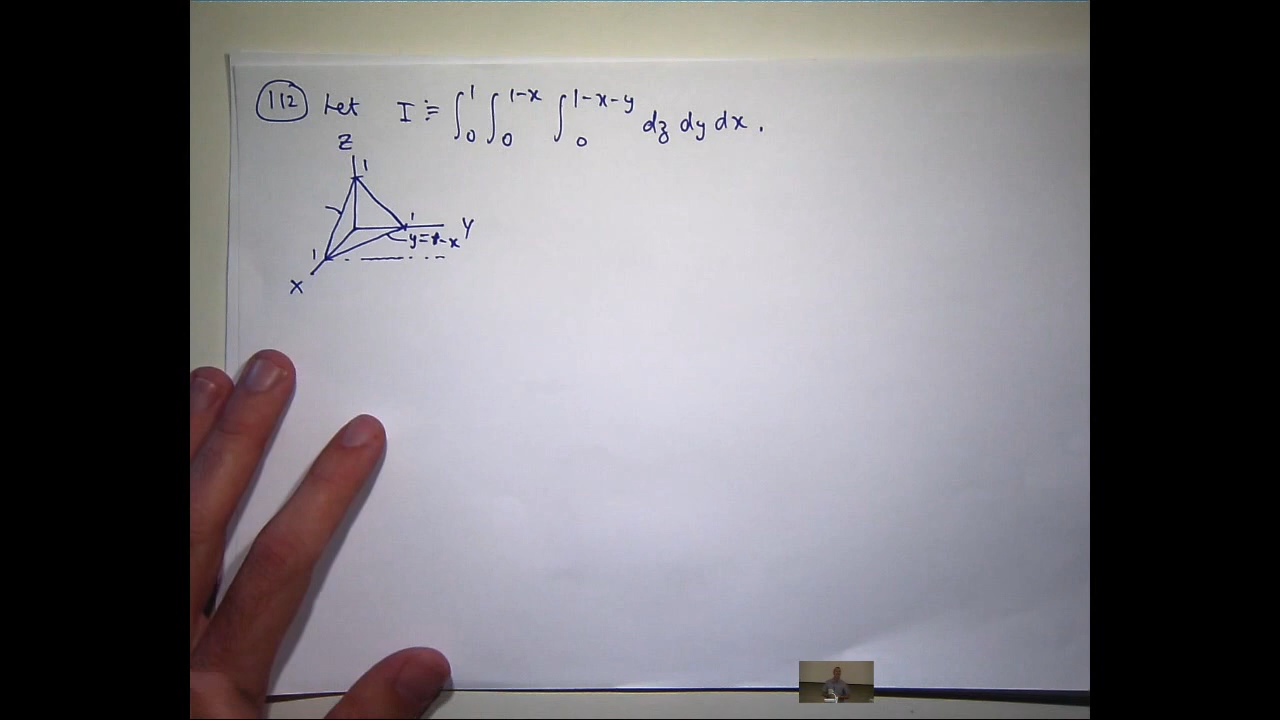 112 Let I ≡ ∫₀¹ ∫₀^{1-x} ∫₀^{1-x-y} dz dy dx .
Z
1
1
Y
y=1-x
1
X